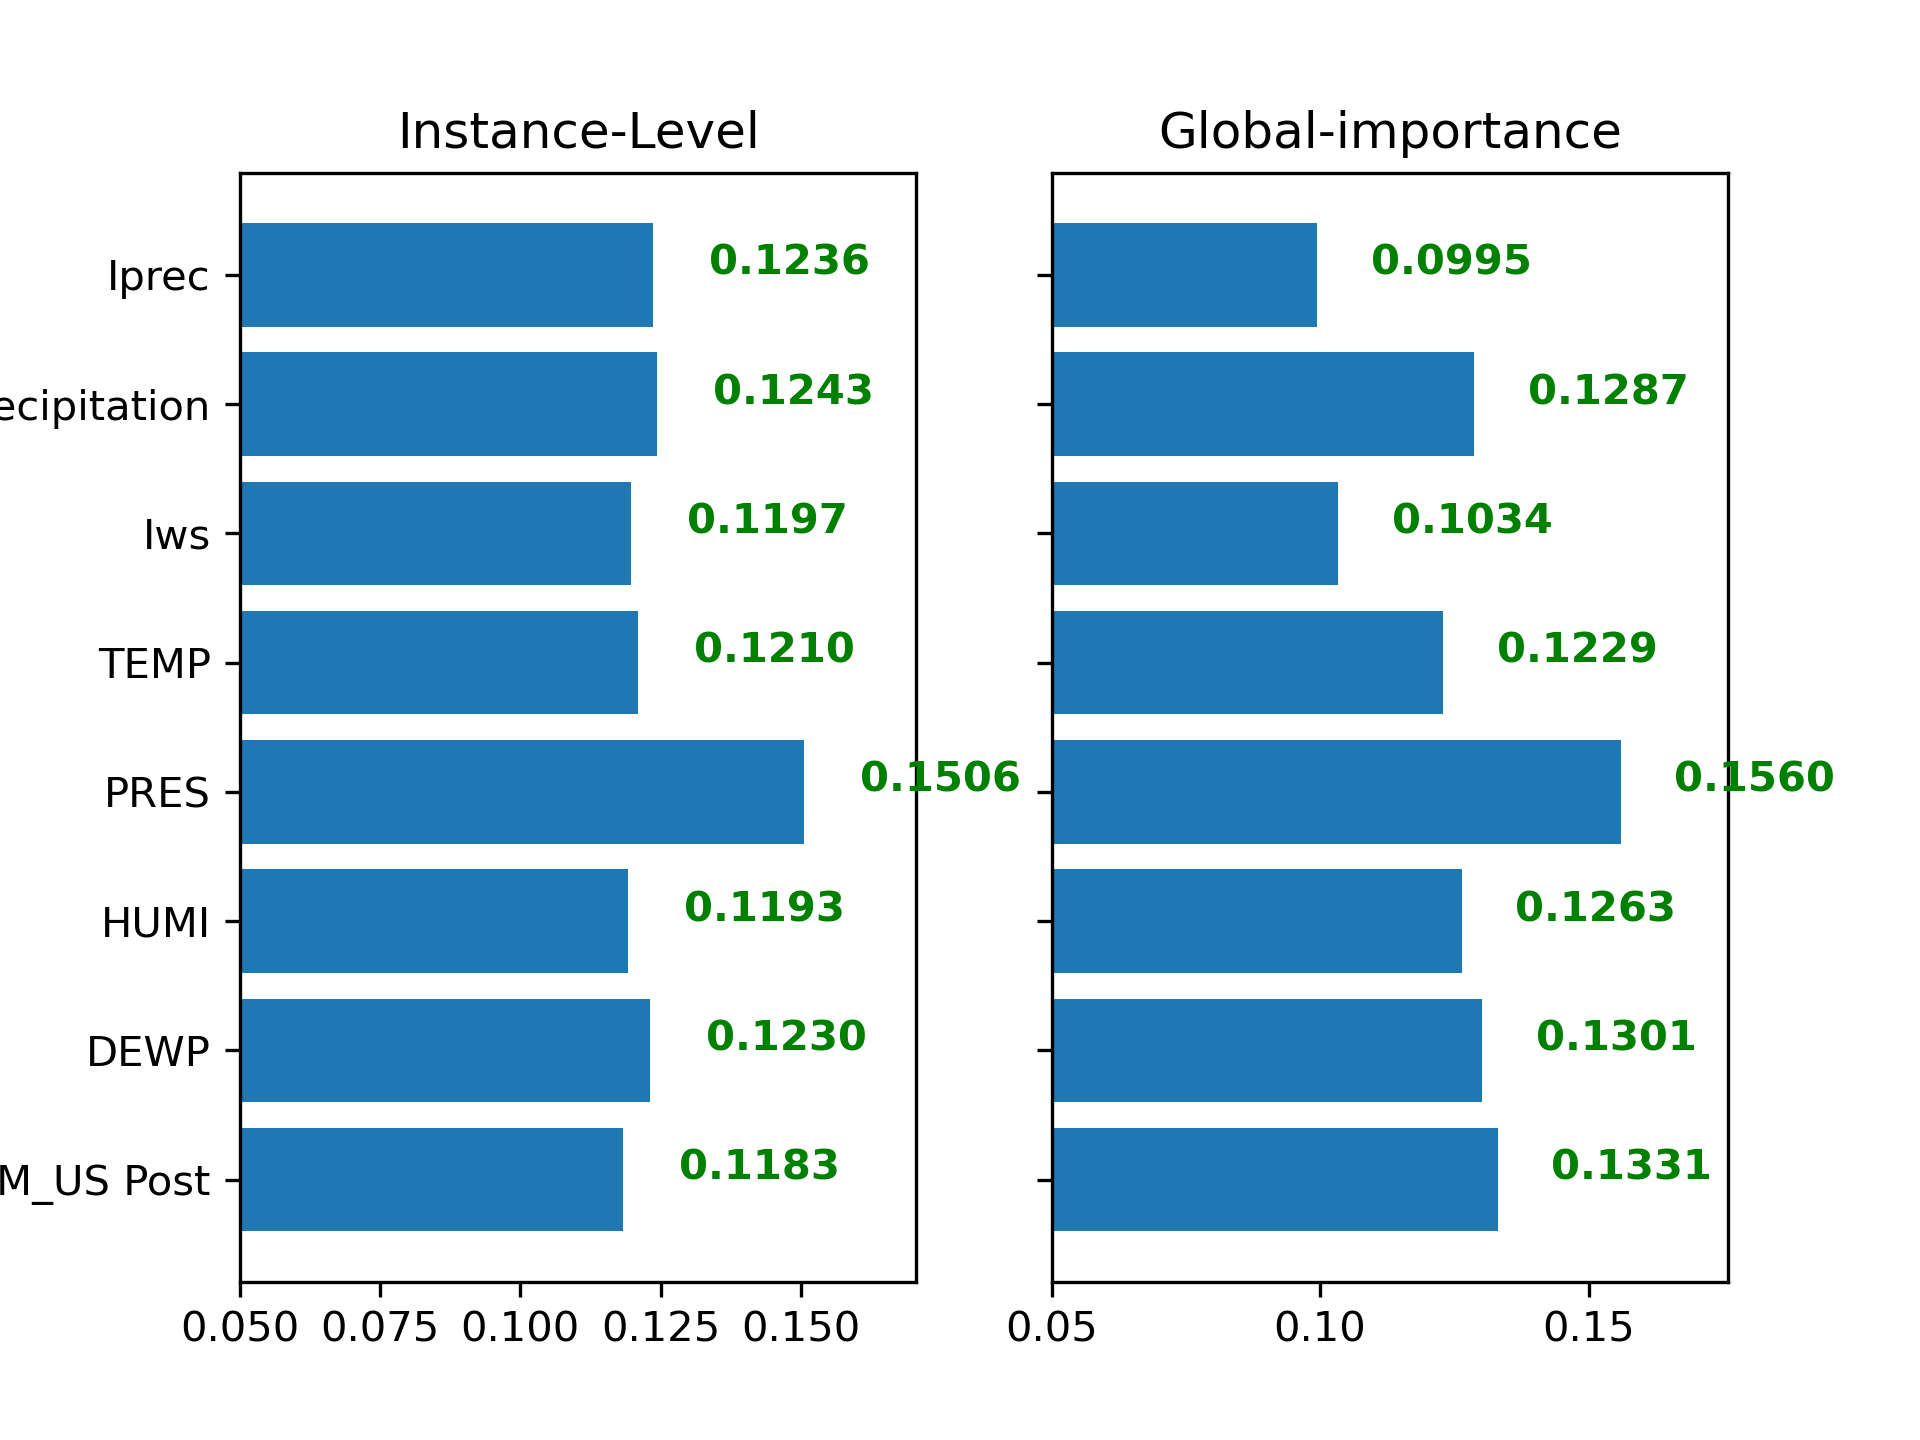 Instance-Level
Iprec
ecipitation
Iws
TEMP
PRES
HUMI
DEWP
M_US Post
0.1236
0.1243
0.1197
0.1210
0.1506
0.1193
0.1230
0.1183
0.050 0.075 0.100 0.125 0.150
Global-importance
0.0995
0.1287
0.1034
0.1229
0.1560
0.1263
0.1301
0.1331
0.05 0.10 0.15